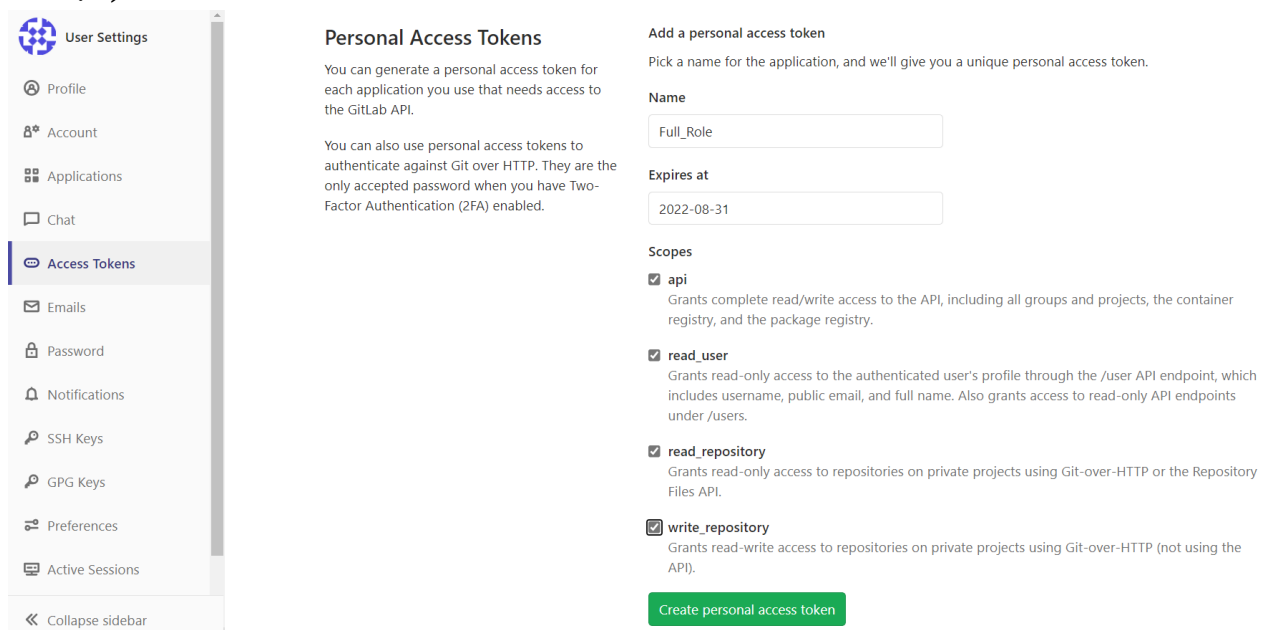 User Settings
Profile
Account
Applications
Chat
Access Tokens
Emails
Password
Notifications
SSH Keys
GPG Keys
Preferences
Active Sessions
Collapse sidebar
Personal Access Tokens
You can generate a personal access token for
each application you use that needs access to
the GitLab API.
You can also use personal access tokens to
authenticate against Git over HTTP. They are the
only accepted password when you have Two-
Factor Authentication (2FA) enabled.
Add a personal access token
Pick a name for the application, and we'll give you a unique personal access token.
Name
Full_Role
Expires at
2022-08-31
Scopes
api
Grants complete read/write access to the API, including all groups and projects, the container
registry, and the package registry.
read_user
Grants read-only access to the authenticated user's profile through the /user API endpoint, which
includes username, public email, and full name. Also grants access to read-only API endpoints
under /users.
read_repository
Grants read-only access to repositories on private projects using Git-over-HTTP or the Repository
Files API.
write_repository
Grants read-write access to repositories on private projects using Git-over-HTTP (not using the
API).
Create personal access token